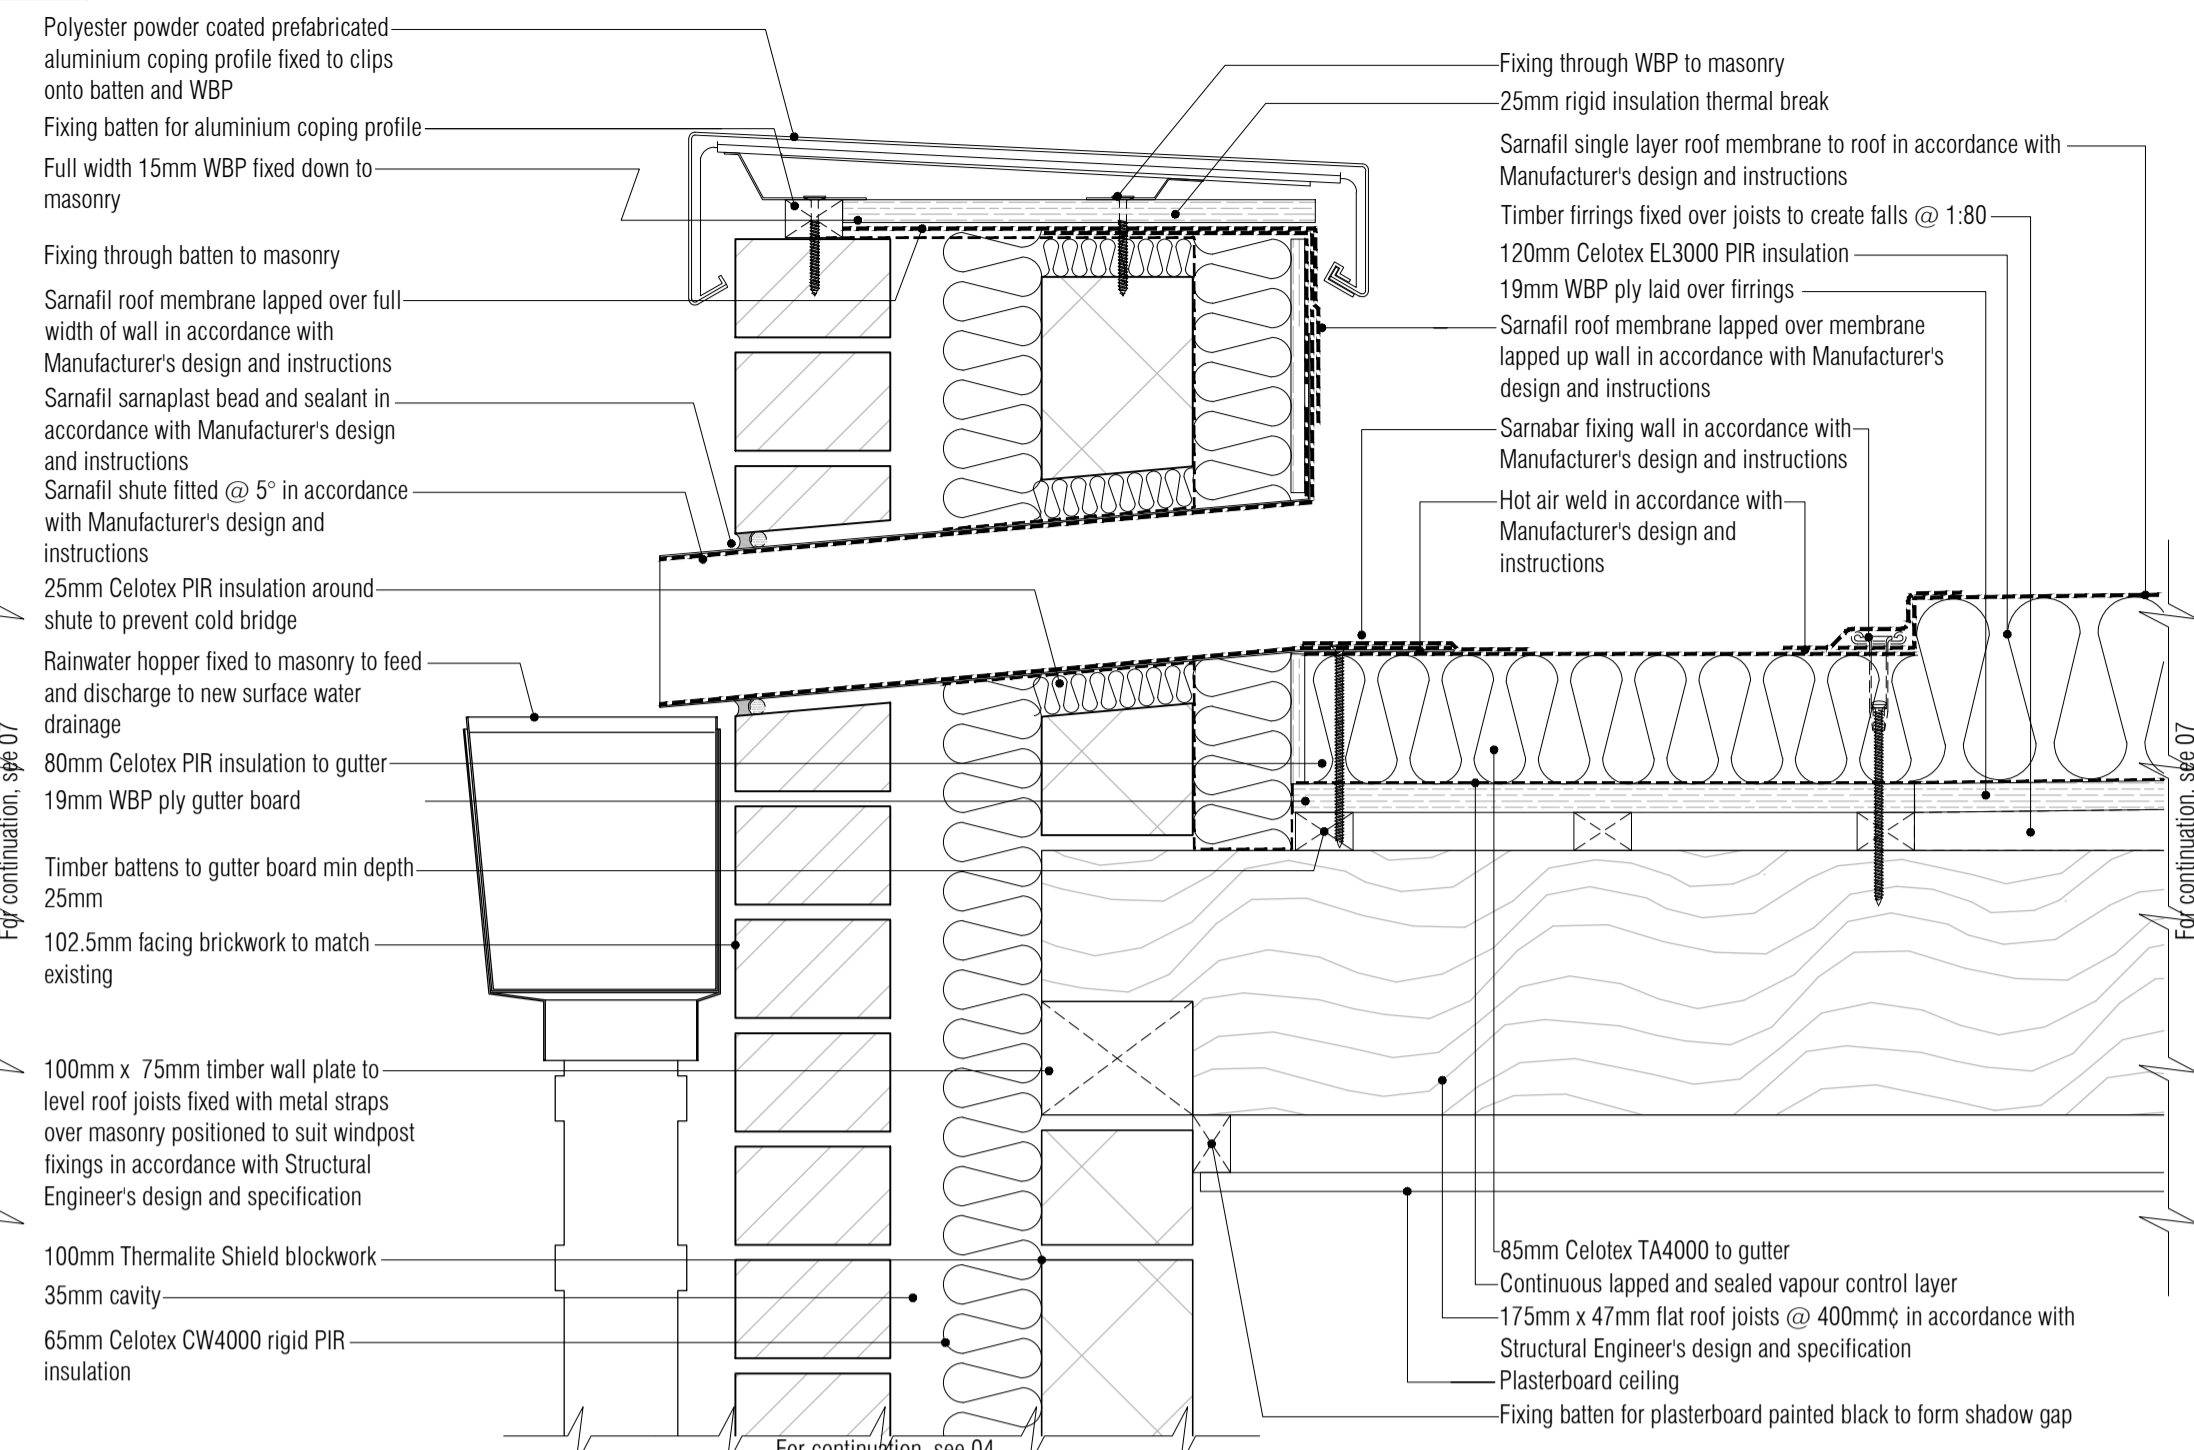 Polyester powder coated prefabricated
aluminium coping profile fixed to clips
onto batten and WBP
Fixing batten for aluminium coping profile
Full width 15mm WBP fixed down to
masonry
Fixing through batten to masonry
Sarnafil roof membrane lapped over full
width of wall in accordance with
Manufacturer's design and instructions
Sarnafil sarnaplast bead and sealant in
accordance with Manufacturer's design
and instructions
Sarnafil shute fitted @ 5° in accordance
with Manufacturer's design and
instructions
25mm Celotex PIR insulation around
shute to prevent cold bridge
Rainwater hopper fixed to masonry to feed
and discharge to new surface water
drainage
80mm Celotex PIR insulation to gutter
19mm WBP ply gutter board
Timber battens to gutter board min depth
25mm
102.5mm facing brickwork to match
existing
100mm x 75mm timber wall plate to
level roof joists fixed with metal straps
over masonry positioned to suit windpost
fixings in accordance with Structural
Engineer's design and specification
100mm Thermalite Shield blockwork
35mm cavity
65mm Celotex CW4000 rigid PIR
insulation
Fixing through WBP to masonry
25mm rigid insulation thermal break
Sarnafil single layer roof membrane to roof in accordance with
Manufacturer's design and instructions
Timber firrings fixed over joists to create falls @ 1:80
120mm Celotex EL3000 PIR insulation
19mm WBP ply laid over firrings
Sarnafil roof membrane lapped over membrane
lapped up wall in accordance with Manufacturer's
design and instructions
Sarnabar fixing wall in accordance with
Manufacturer's design and instructions
Hot air weld in accordance with
Manufacturer's design and
instructions
85mm Celotex TA4000 to gutter
Continuous lapped and sealed vapour control layer
175mm x 47mm flat roof joists @ 400mm¢ in accordance with
Structural Engineer's design and specification
Plasterboard ceiling
Fixing batten for plasterboard painted black to form shadow gap
For continuation, see 07
For continuation, see 07
For continuation, see 04